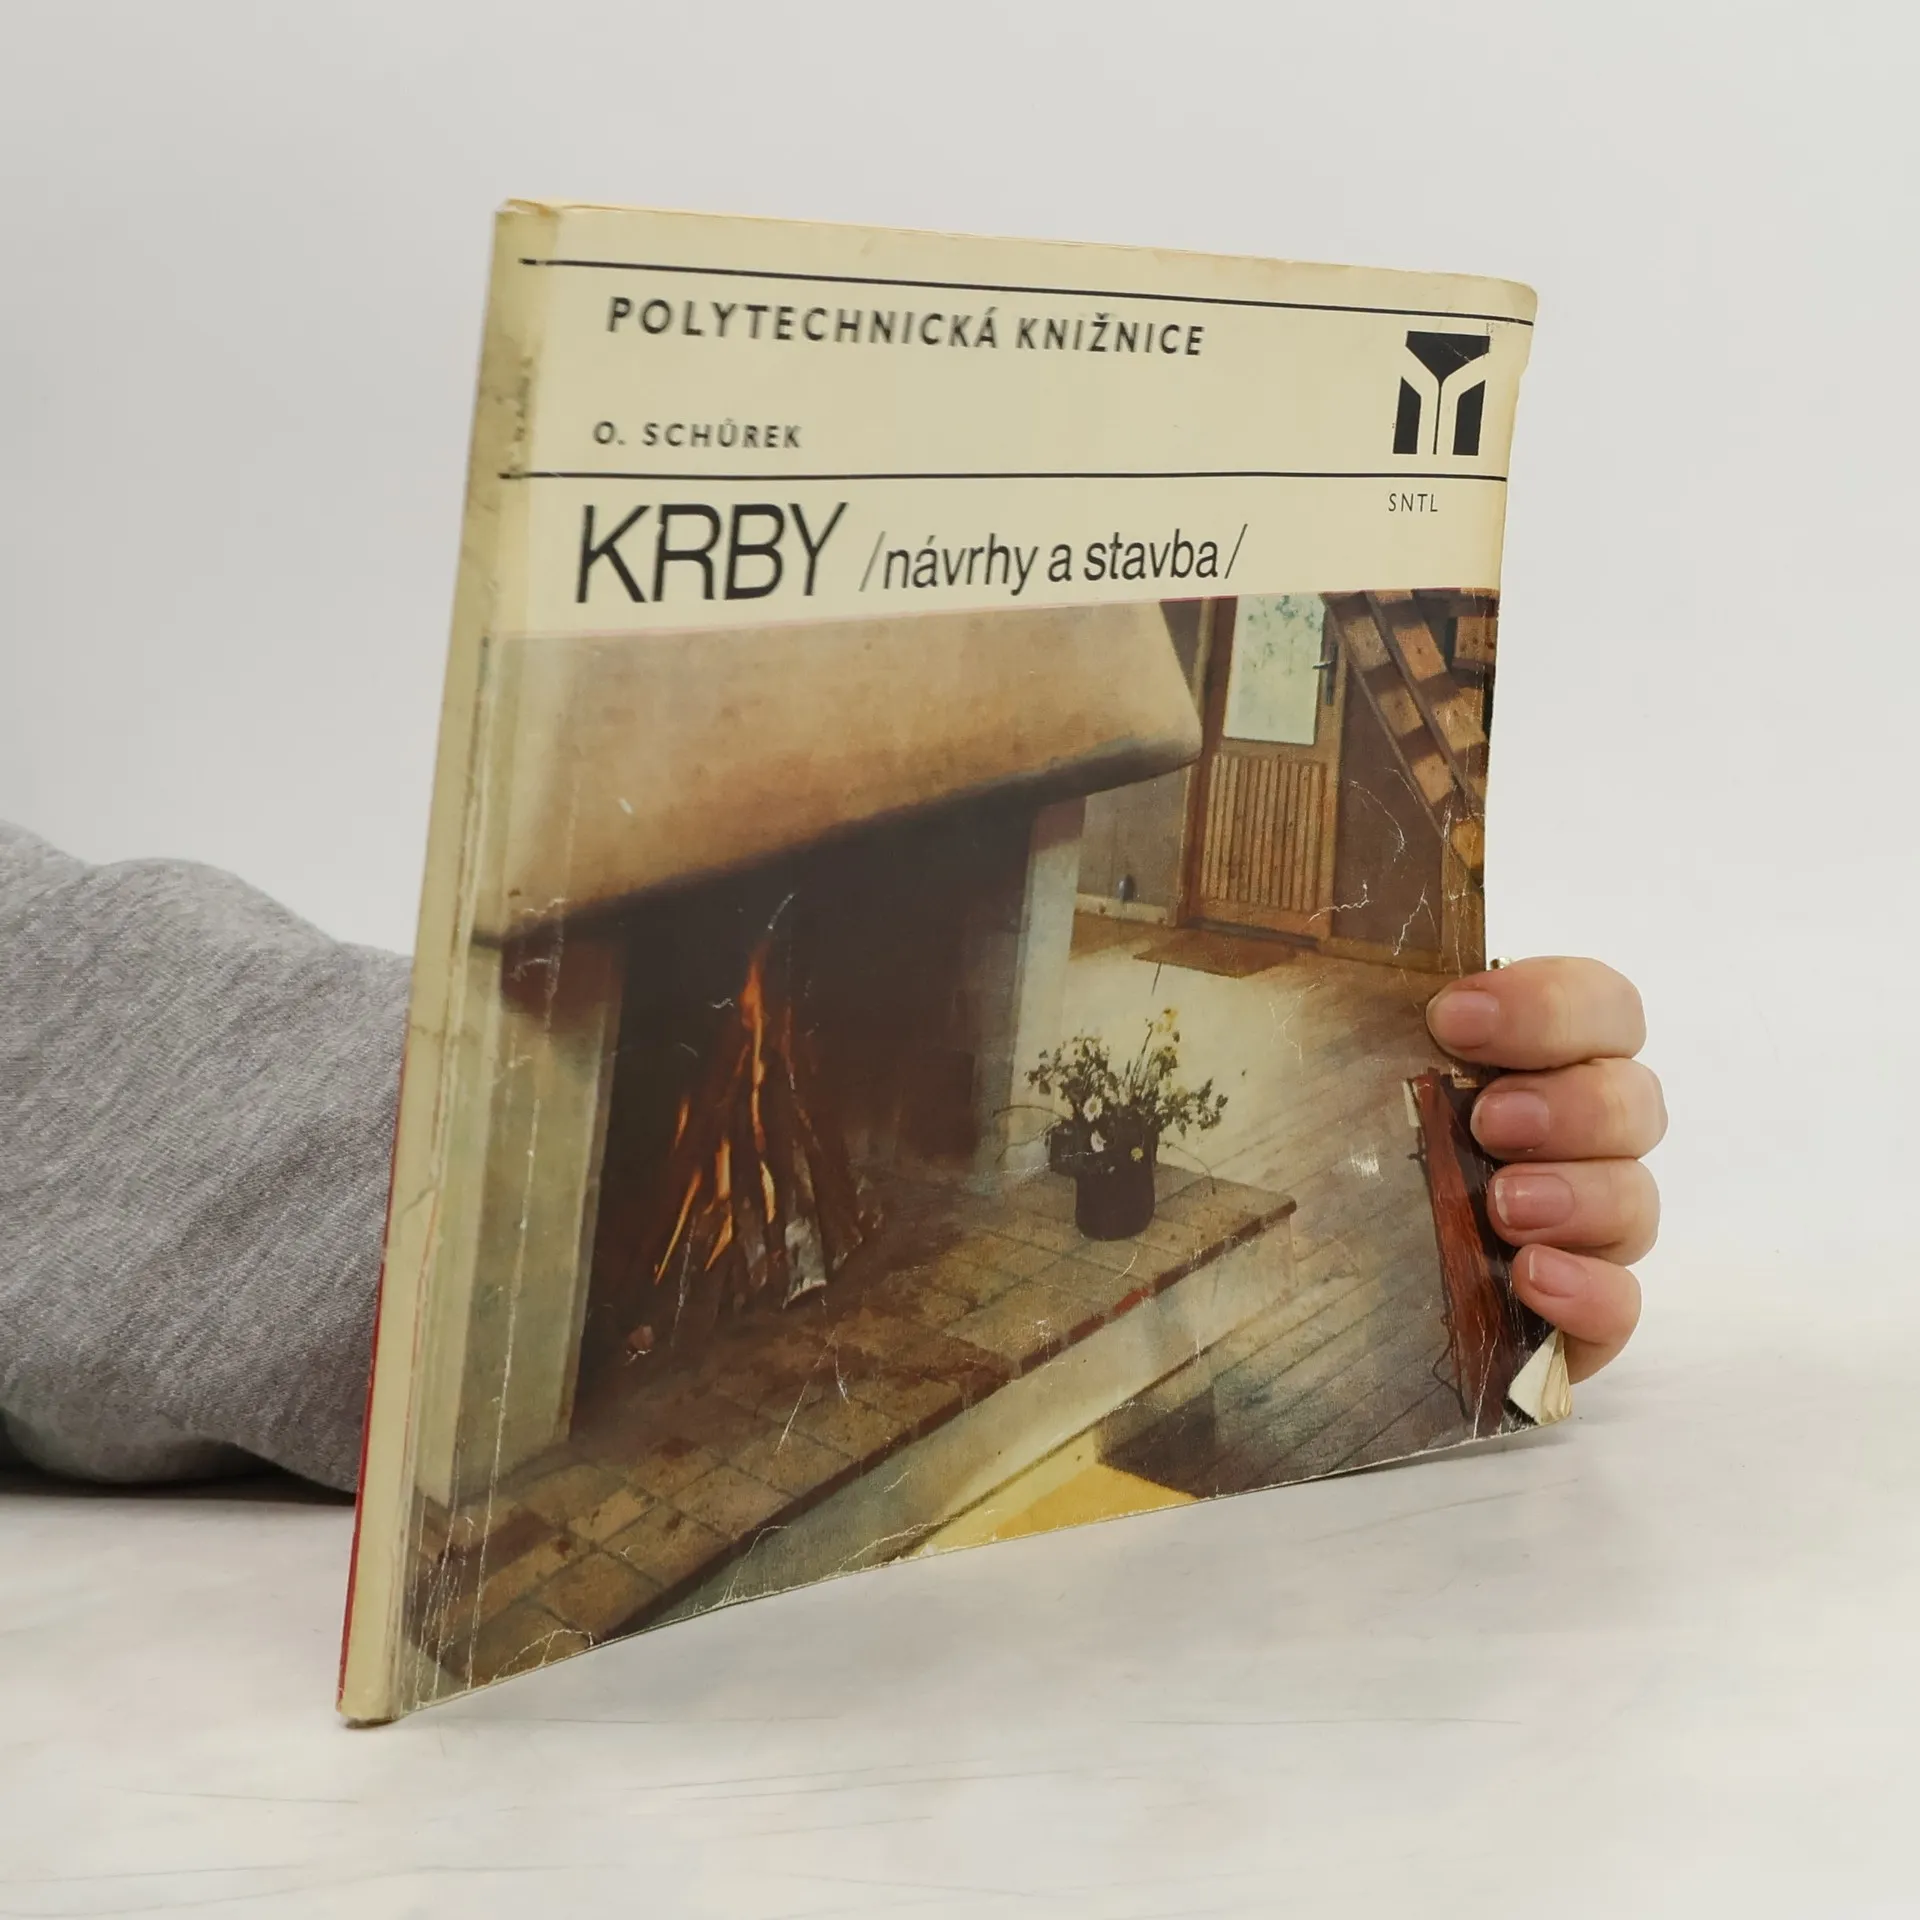 POLYTECHNICKÁ KNIŽNICE
O. SCHŮREK
SNTL
KRBY /návrhy a stavba/